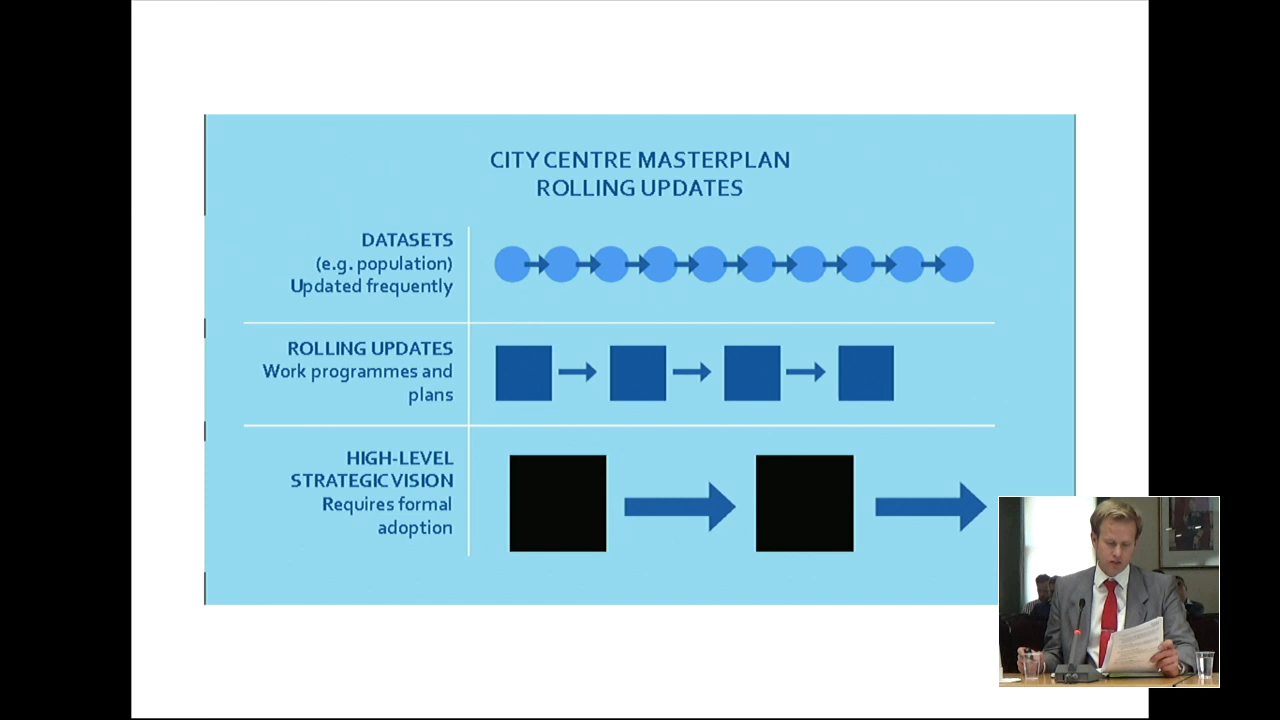 CITY CENTRE MASTERPLAN
ROLLING UPDATES
DATASETS
(e.g. population)
Updated frequently
ROLLING UPDATES
Work programmes and
plans
HIGH-LEVEL
STRATEGIC VISION
Requires formal
adoption